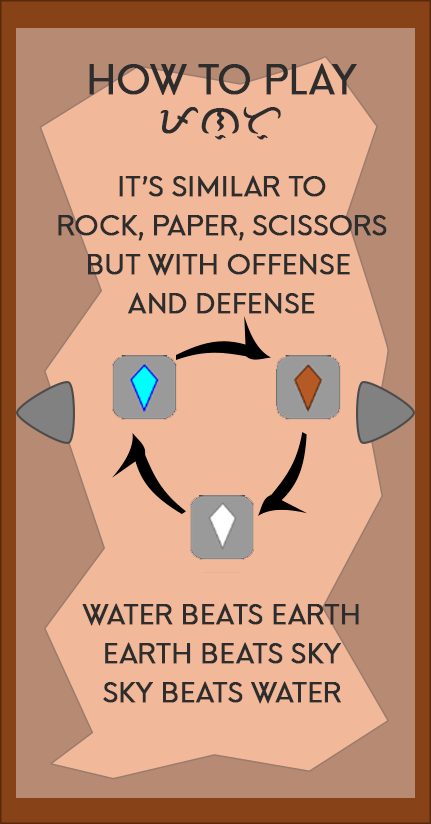 HOW TO PLAY
IT'S SIMILAR TO
ROCK, PAPER, SCISSORS
BUT WITH OFFENSE
AND DEFENSE
WATER BEATS EARTH
EARTH BEATS SKY
SKY BEATS WATER